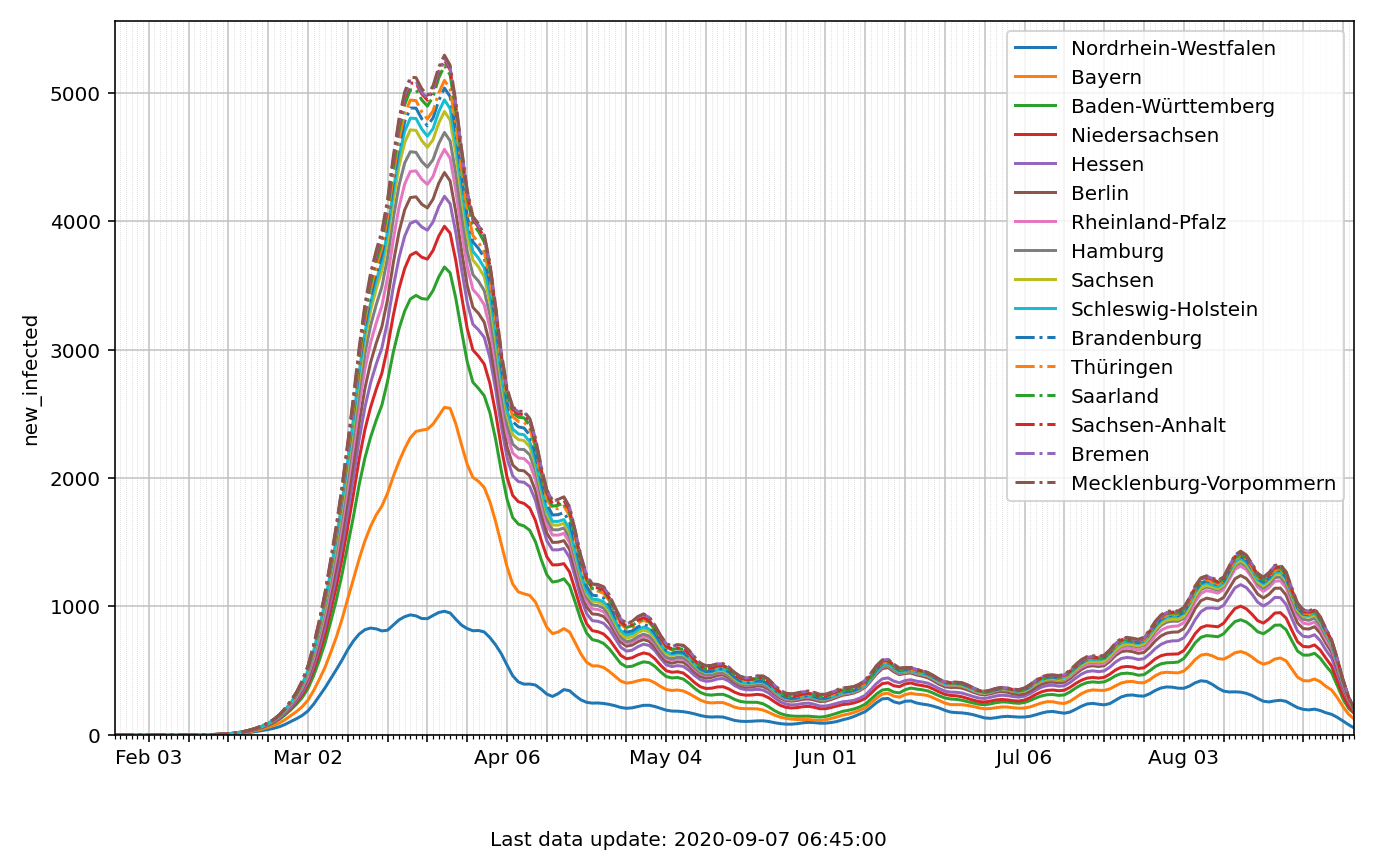 5000
4000
3000
2000
1000
0
new_infected
Nordrhein-Westfalen
Bayern
Baden-Württemberg
Niedersachsen
Hessen
Berlin
Rheinland-Pfalz
Hamburg
Sachsen
Schleswig-Holstein
Brandenburg
Thüringen
Saarland
Sachsen-Anhalt
Bremen
Mecklenburg-Vorpommern
Feb 03 Mar 02 Apr 06 May 04 Jun 01 Jul 06 Aug 03
Last data update: 2020-09-07 06:45:00